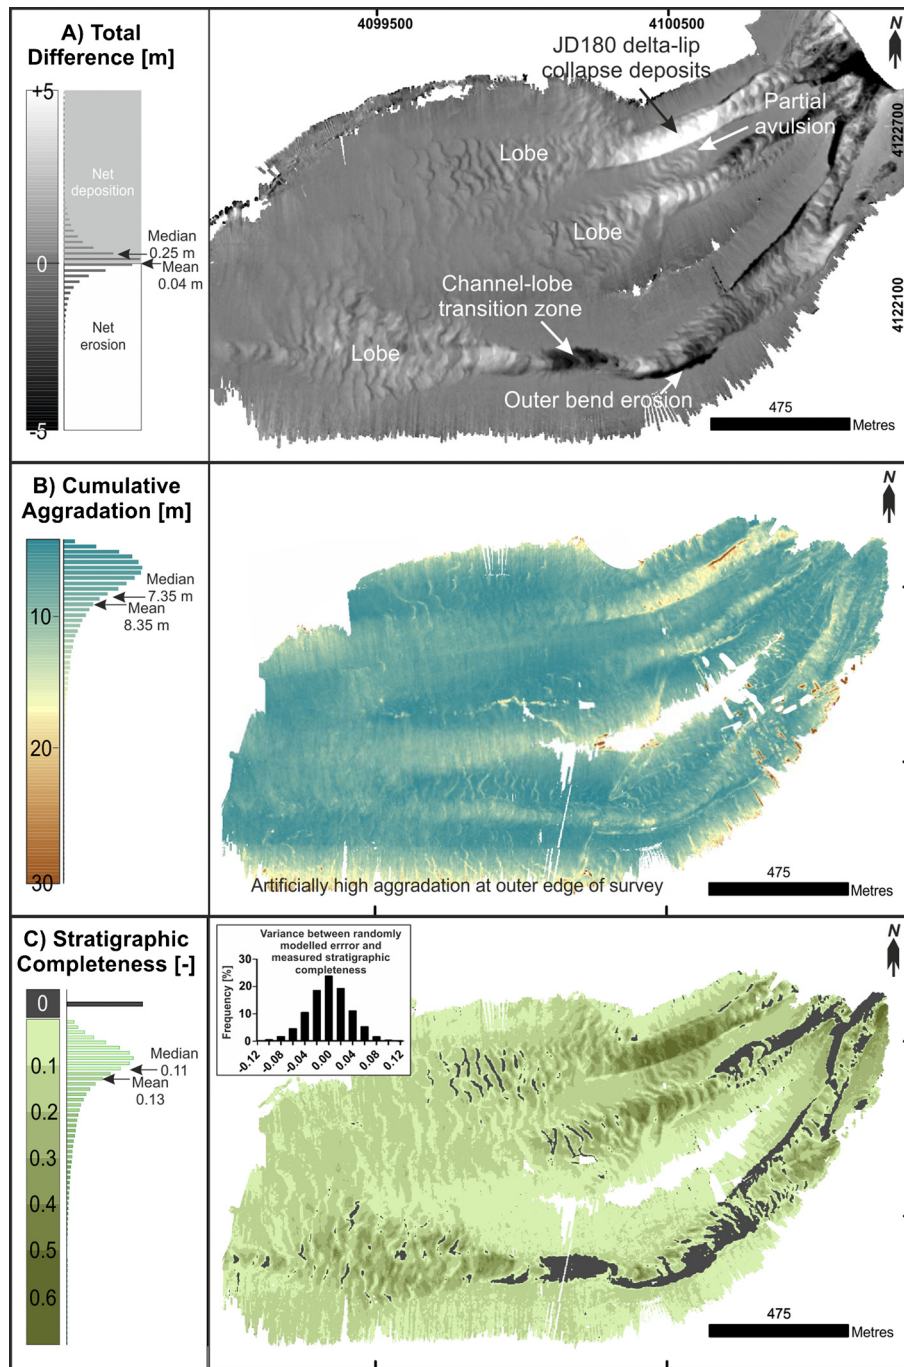 A) Total
Difference [m]
+5
Net
deposition
Median
0.25 m
0
Mean
0.04 m
Net
erosion
-5
4099500
4100500
N
JD180 delta-lip
collapse deposits
Partial
avulsion
4122700
Lobe
Lobe
Channel-lobe
transition zone
4122100
Lobe
Outer bend erosion
475
Metres
B) Cumulative
Aggradation [m]
Median
7.35 m
10
Mean
8.35 m
20
30
N
475
Metres
Artificially high aggradation at outer edge of survey
C) Stratigraphic
Completeness [-]
0
0.1
Median
0.11
Mean
0.13
0.2
0.3
0.4
0.5
0.6
Variance between randomly
modelled errror and
measured stratigraphic
completeness
Frequency [%]
30
20
10
0
-0.12
-0.08
-0.04
0.00
0.04
0.08
0.12
N
475
Metres